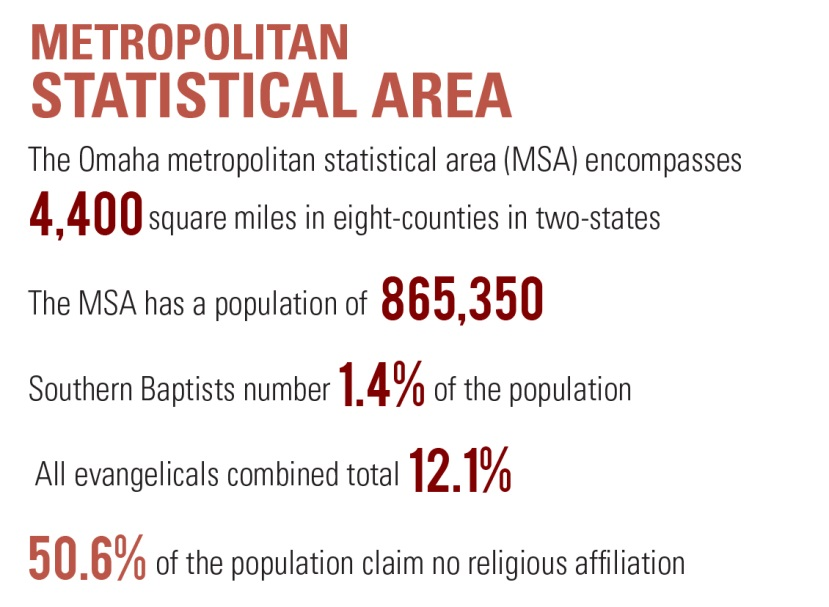 METROPOLITAN
STATISTICAL AREA
The Omaha metropolitan statistical area (MSA) encompasses
4,400 square miles in eight-counties in two-states
The MSA has a population of 865,350
Southern Baptists number 1.4% of the population
All evangelicals combined total 12.1%
50.6% of the population claim no religious affiliation